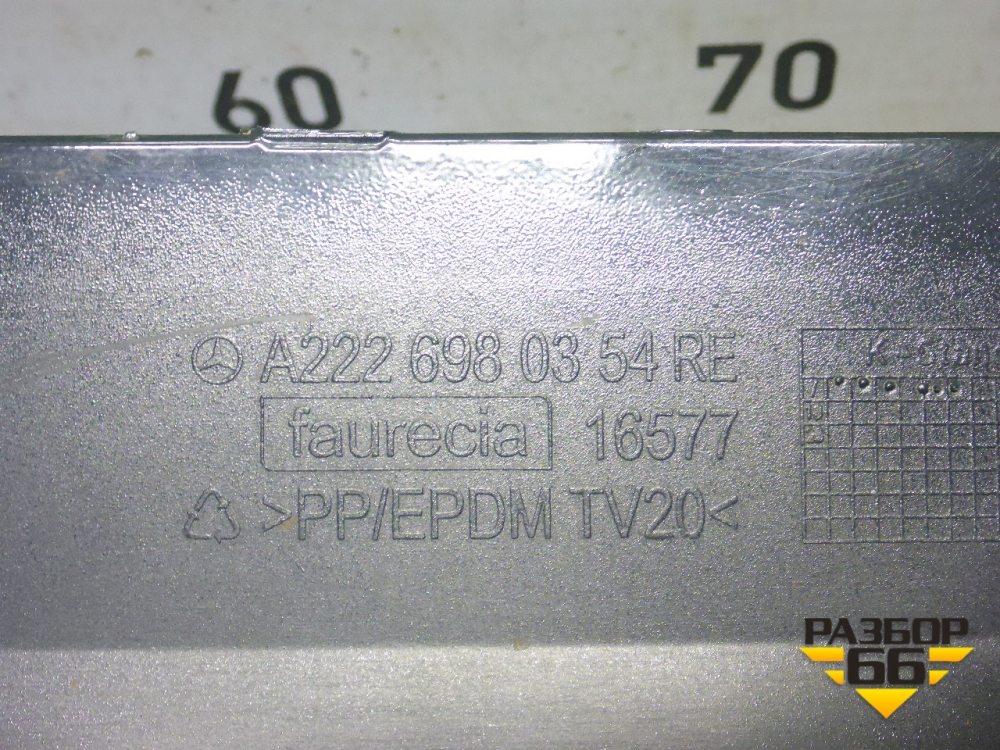 60 70
A222 698 03 54 RE
faurecia 16577
>PP/EPDM TV20<
РАЗБОР
66